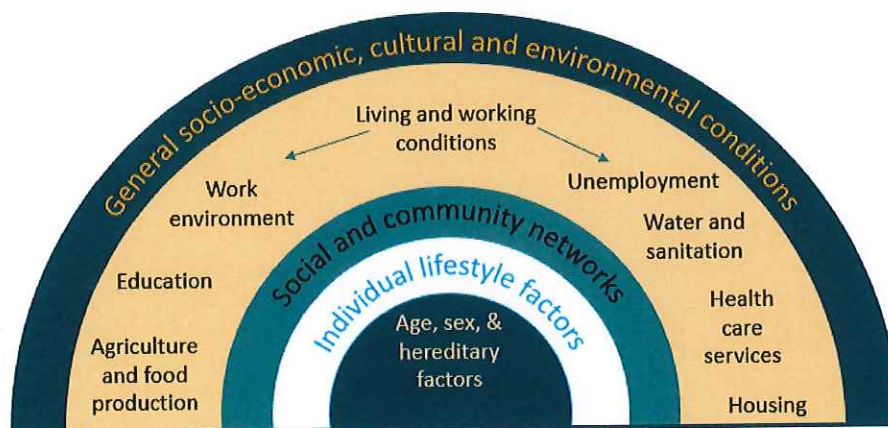 General socio-economic, cultural and environmental conditions
Living and working
conditions
Work
environment
Unemployment
Education
Water and
sanitation
Agriculture
and food
production
Health
care
services
Housing
Social and community networks
Individual lifestyle factors
Age, sex, &
hereditary
factors